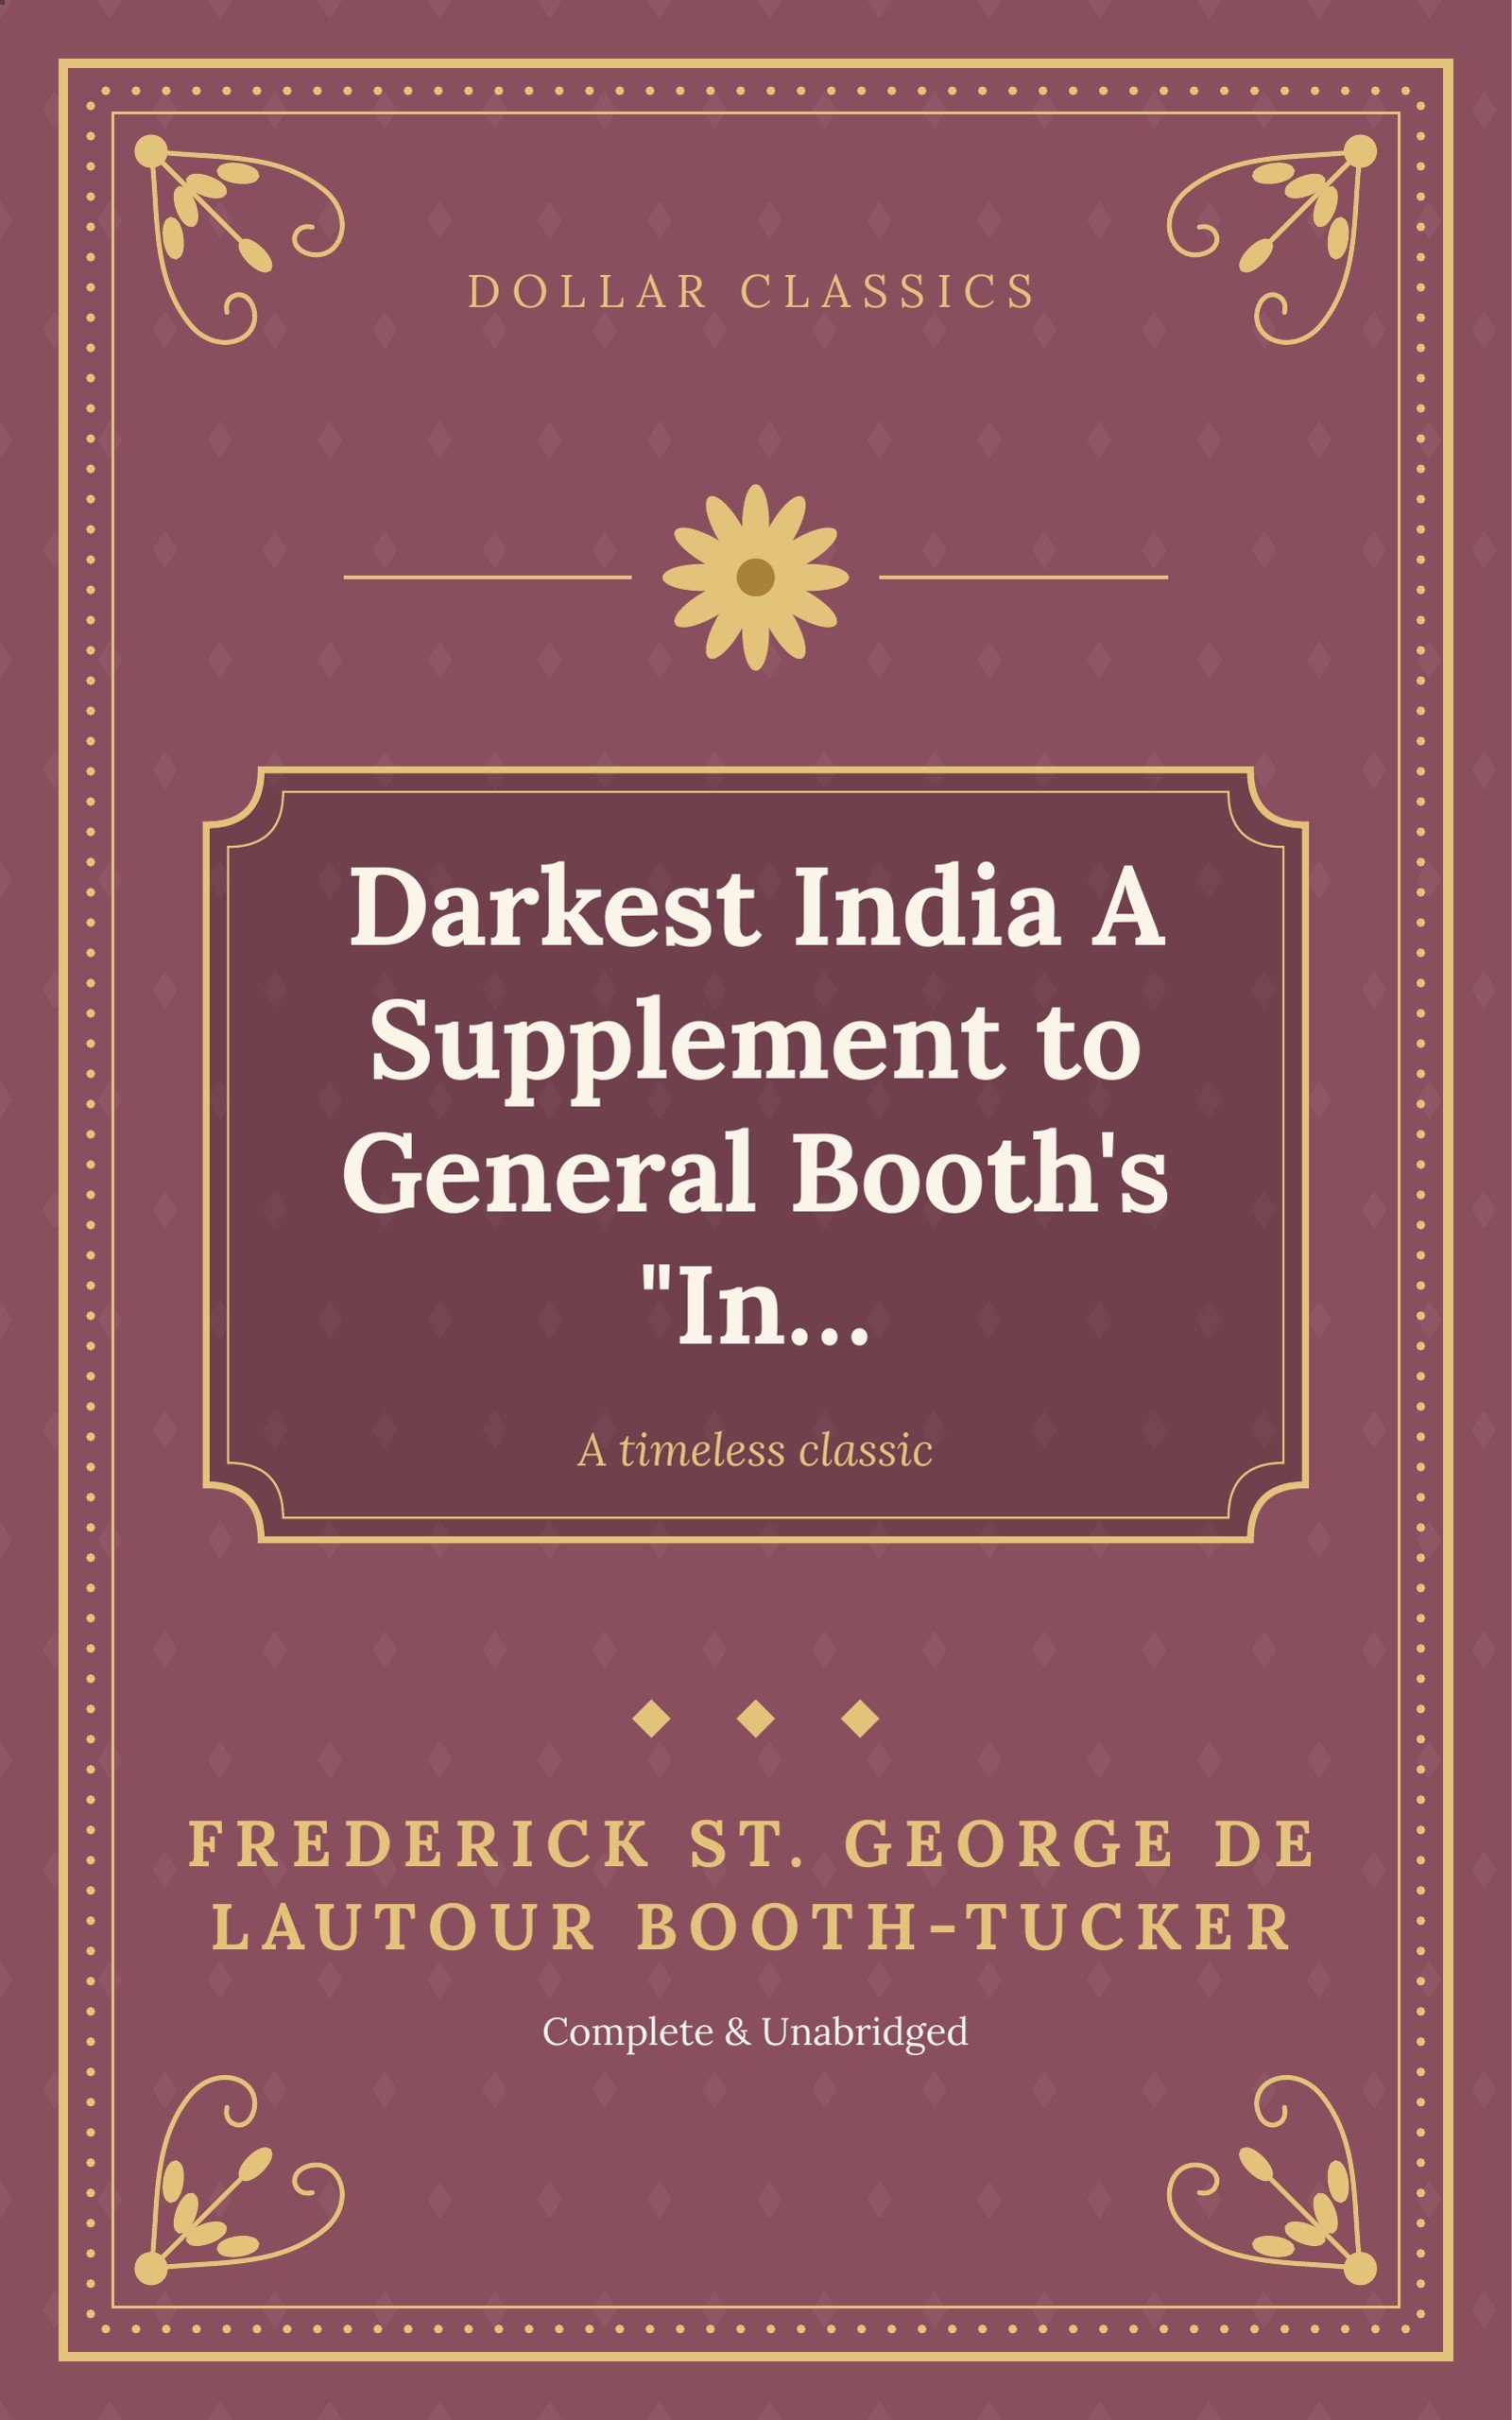 DOLLAR CLASSICS
Darkest India A
Supplement to
General Booth's
"In...
A timeless classic
FREDERICK ST. GEORGE DE
LAUTOUR BOOTH-TUCKER
Complete & Unabridged